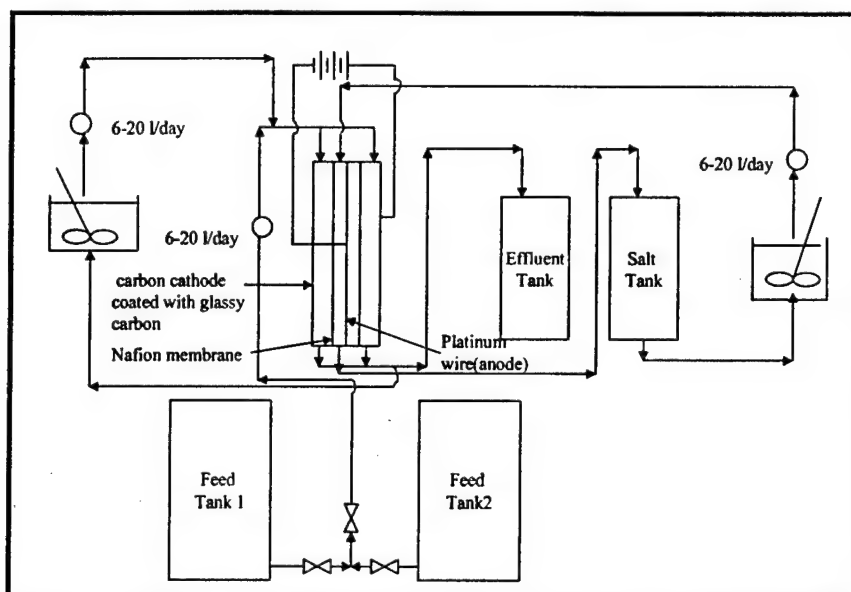 6-20 l/day
6-20 l/day
6-20 l/day
Effluent
Tank
Salt
Tank
carbon cathode
coated with glassy
carbon
Nafion membrane
Platinum
wire(anode)
Feed
Tank 1
Feed
Tank2